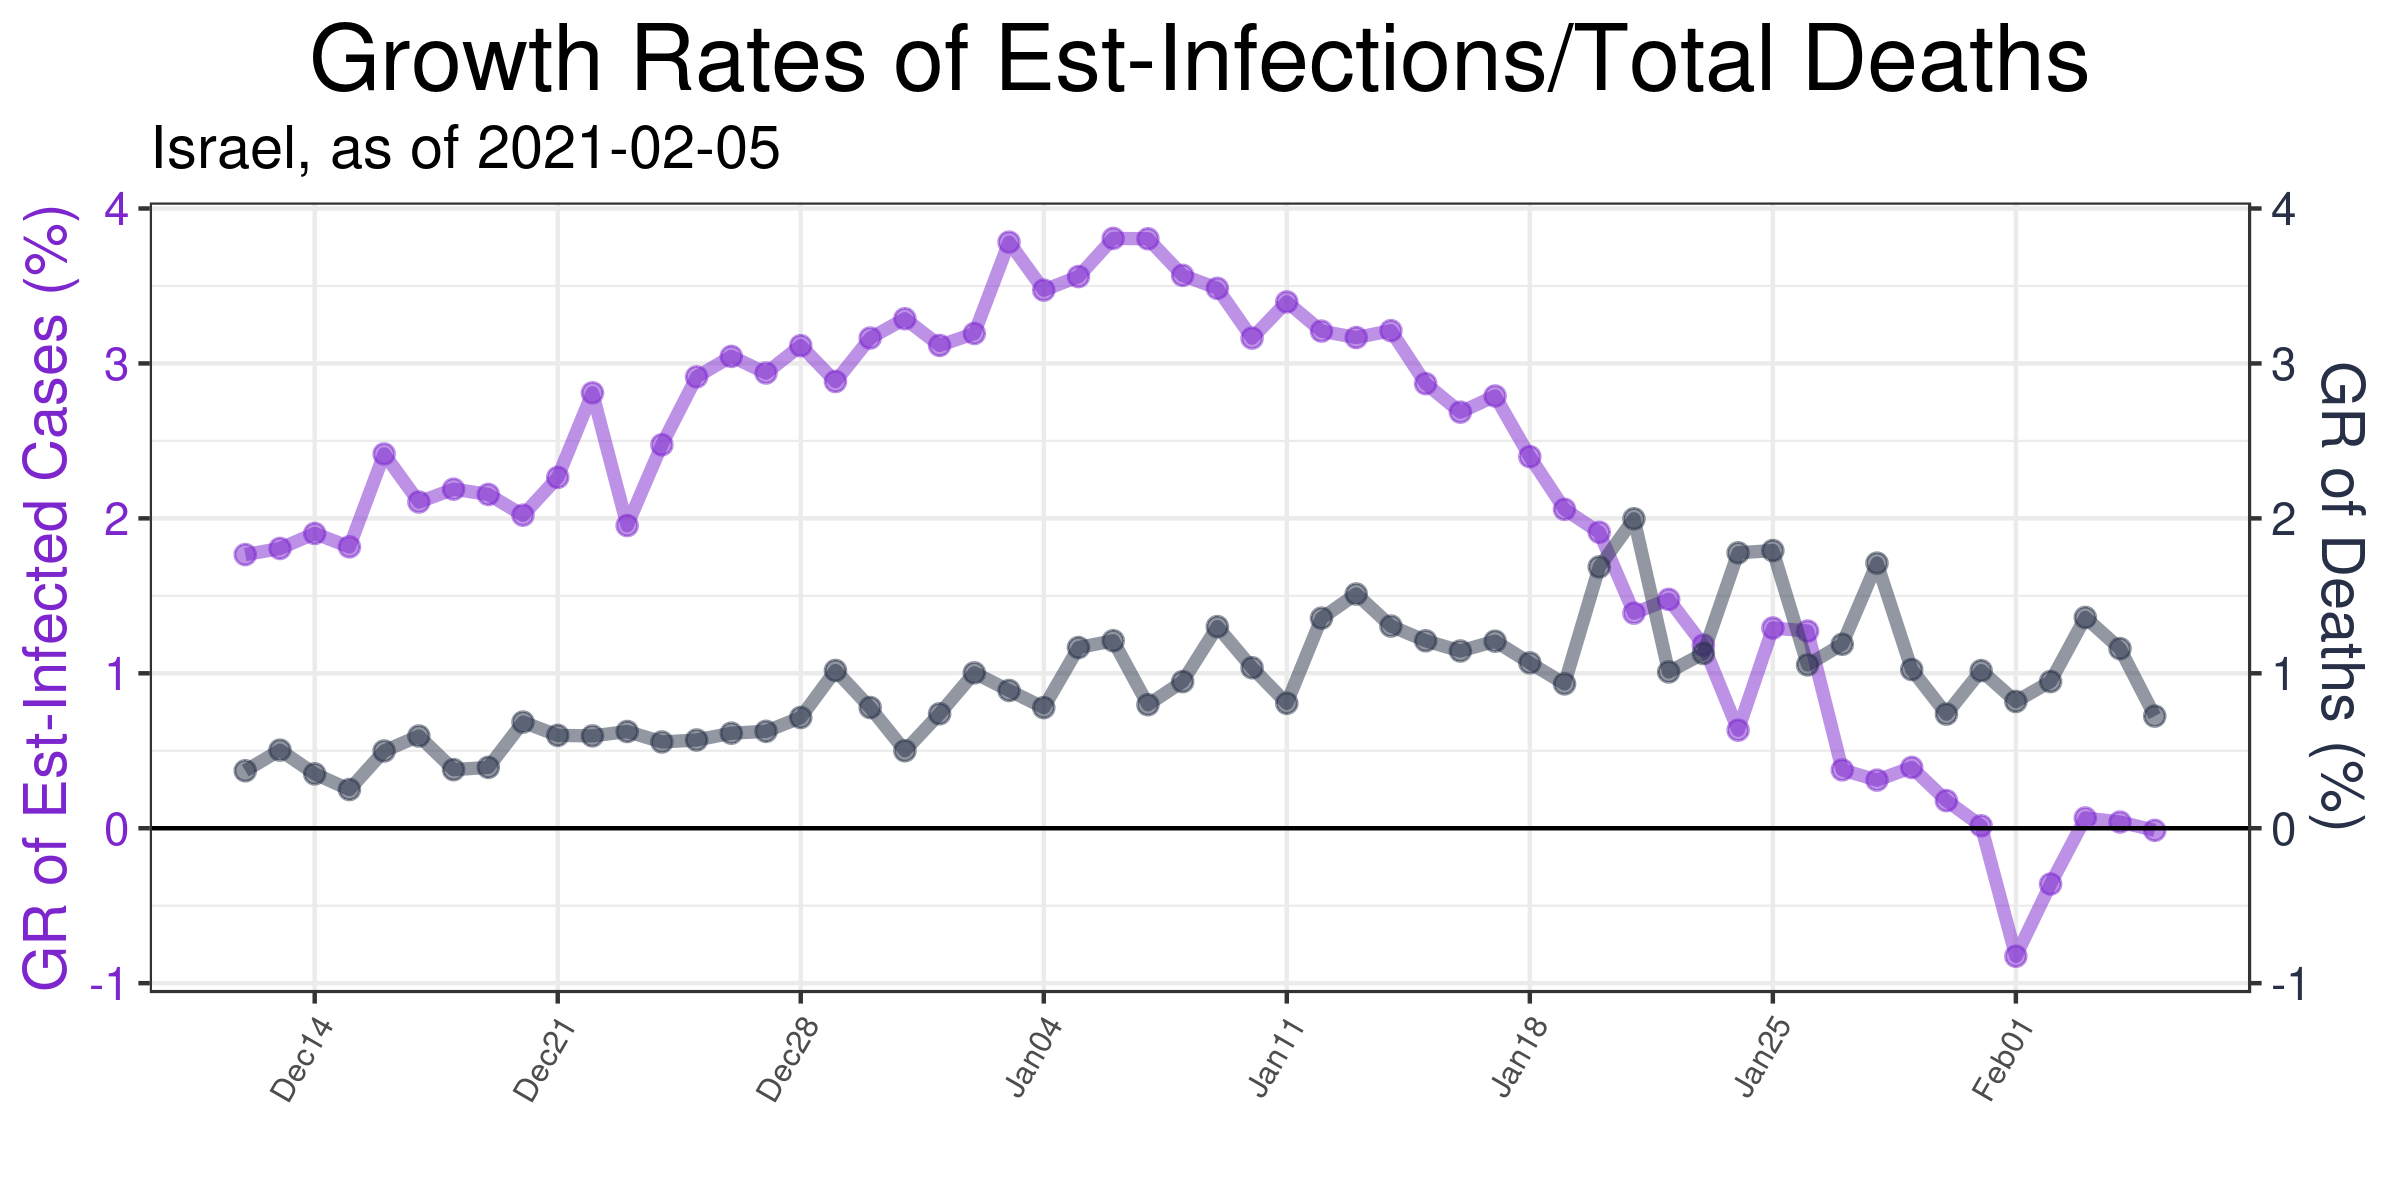 Growth Rates of Est-Infections/Total Deaths
Israel, as of 2021-02-05
GR of Est-Infected Cases (%)
4
3
2
1
0
-1
4
3
2
1
0
-1
GR of Deaths (%)
Dec14
Dec21
Dec28
Jan04
Jan11
Jan18
Jan25
Feb01